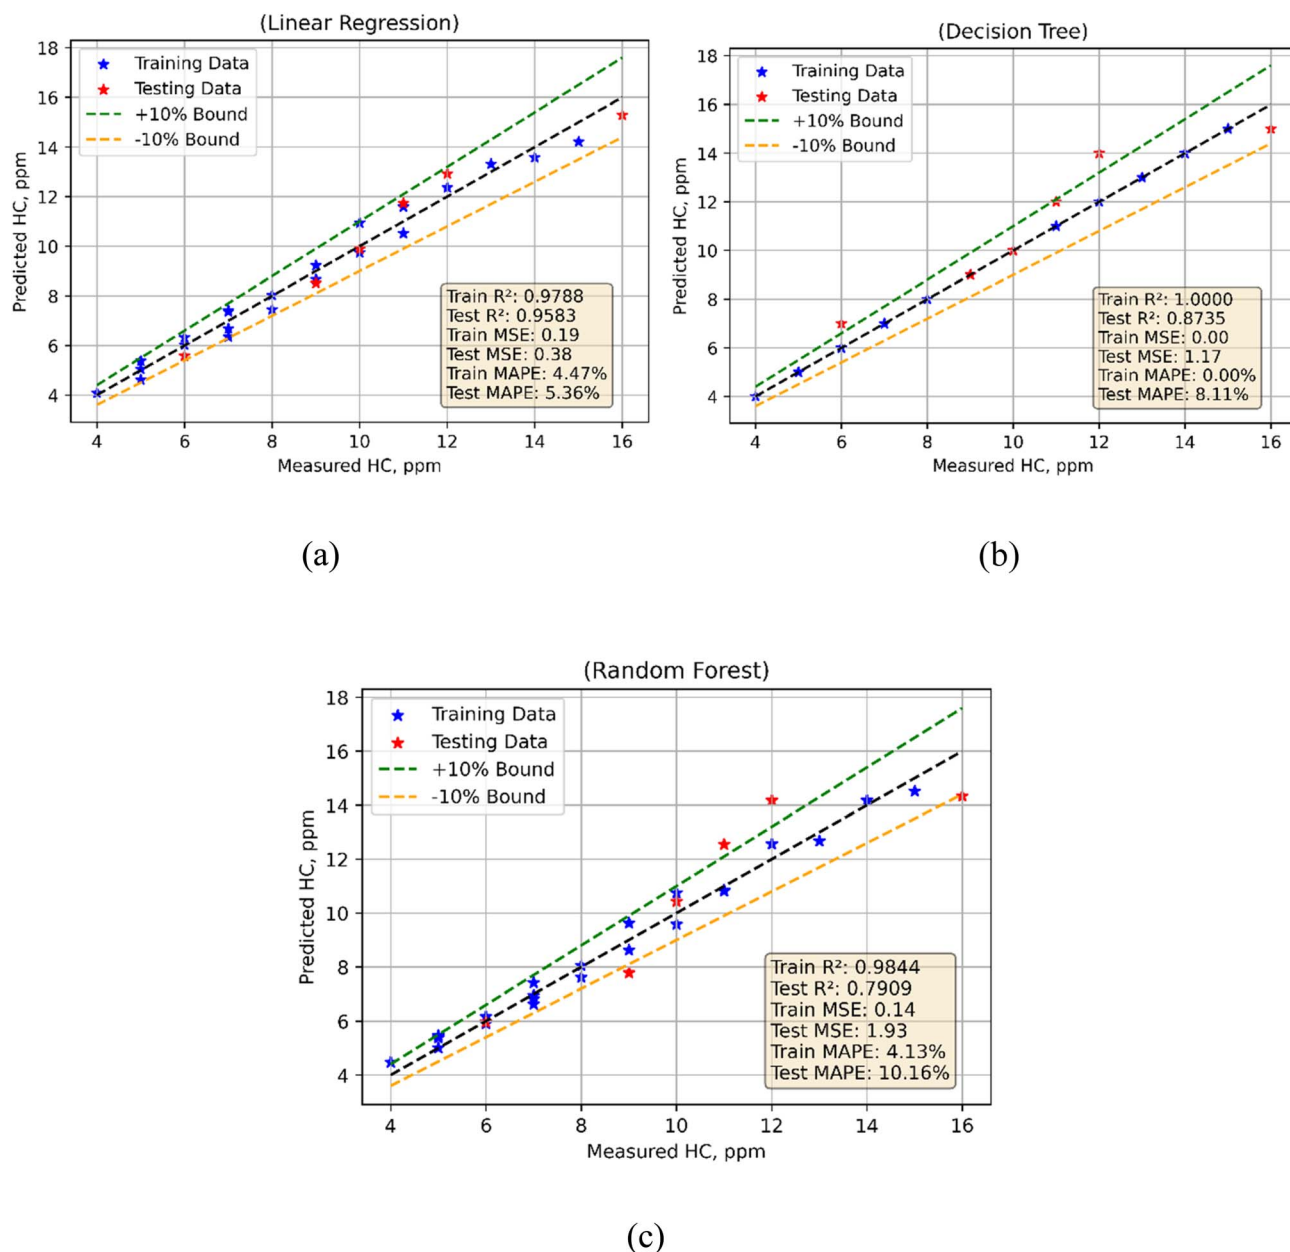 (Linear Regression)
18
16
14
12
10
8
6
4
Predicted HC, ppm
Training Data
Testing Data
+10% Bound
-10% Bound
Train R²: 0.9788
Test R²: 0.9583
Train MSE: 0.19
Test MSE: 0.38
Train MAPE: 4.47%
Test MAPE: 5.36%
4 6 8 10 12 14 16
Measured HC, ppm
(a)
(Decision Tree)
18
16
14
12
10
8
6
4
Predicted HC, ppm
Training Data
Testing Data
+10% Bound
-10% Bound
Train R²: 1.0000
Test R²: 0.8735
Train MSE: 0.00
Test MSE: 1.17
Train MAPE: 0.00%
Test MAPE: 8.11%
4 6 8 10 12 14 16
Measured HC, ppm
(b)
(Random Forest)
18
16
14
12
10
8
6
4
Predicted HC, ppm
Training Data
Testing Data
+10% Bound
-10% Bound
Train R²: 0.9844
Test R²: 0.7909
Train MSE: 0.14
Test MSE: 1.93
Train MAPE: 4.13%
Test MAPE: 10.16%
4 6 8 10 12 14 16
Measured HC, ppm
(c)